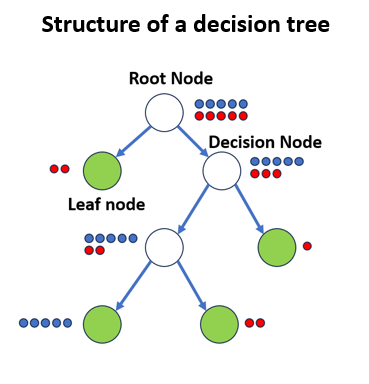 Structure of a decision tree
Root Node
Decision Node
Leaf node